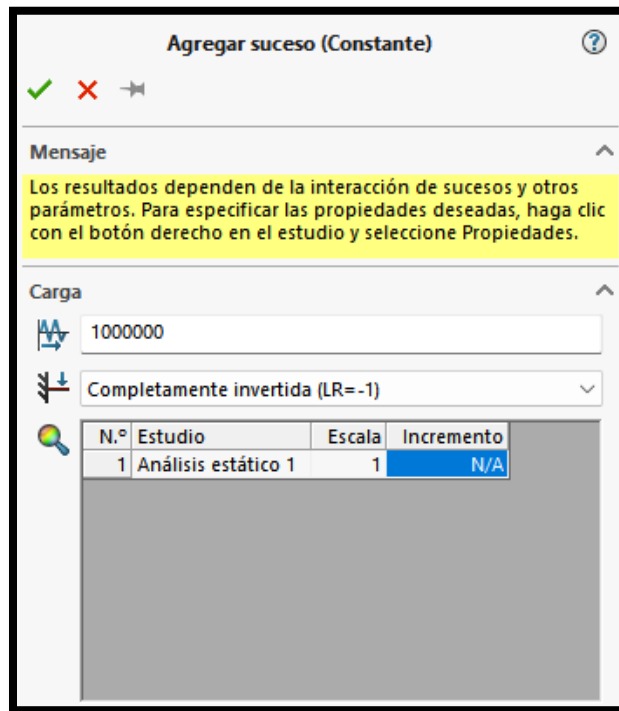 Agregar suceso (Constante)
Mensaje
Los resultados dependen de la interacción de sucesos y otros
parámetros. Para especificar las propiedades deseadas, haga clic
con el botón derecho en el estudio y seleccione Propiedades.
Carga
1000000
Completamente invertida (LR=-1)
N.º Estudio Escala Incremento
1 Análisis estático 1 1 N/A